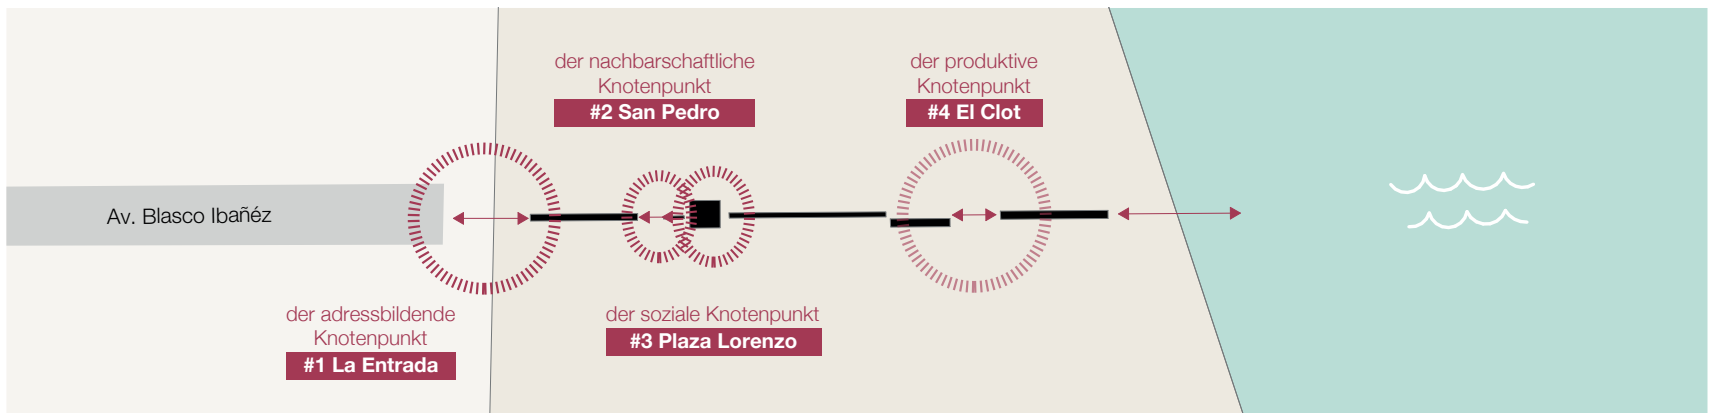 der nachbarschaftliche
Knotenpunkt
#2 San Pedro
der produktive
Knotenpunkt
#4 El Clot
Av. Blasco Ibañéz
der adressbildende
Knotenpunkt
#1 La Entrada
der soziale Knotenpunkt
#3 Plaza Lorenzo